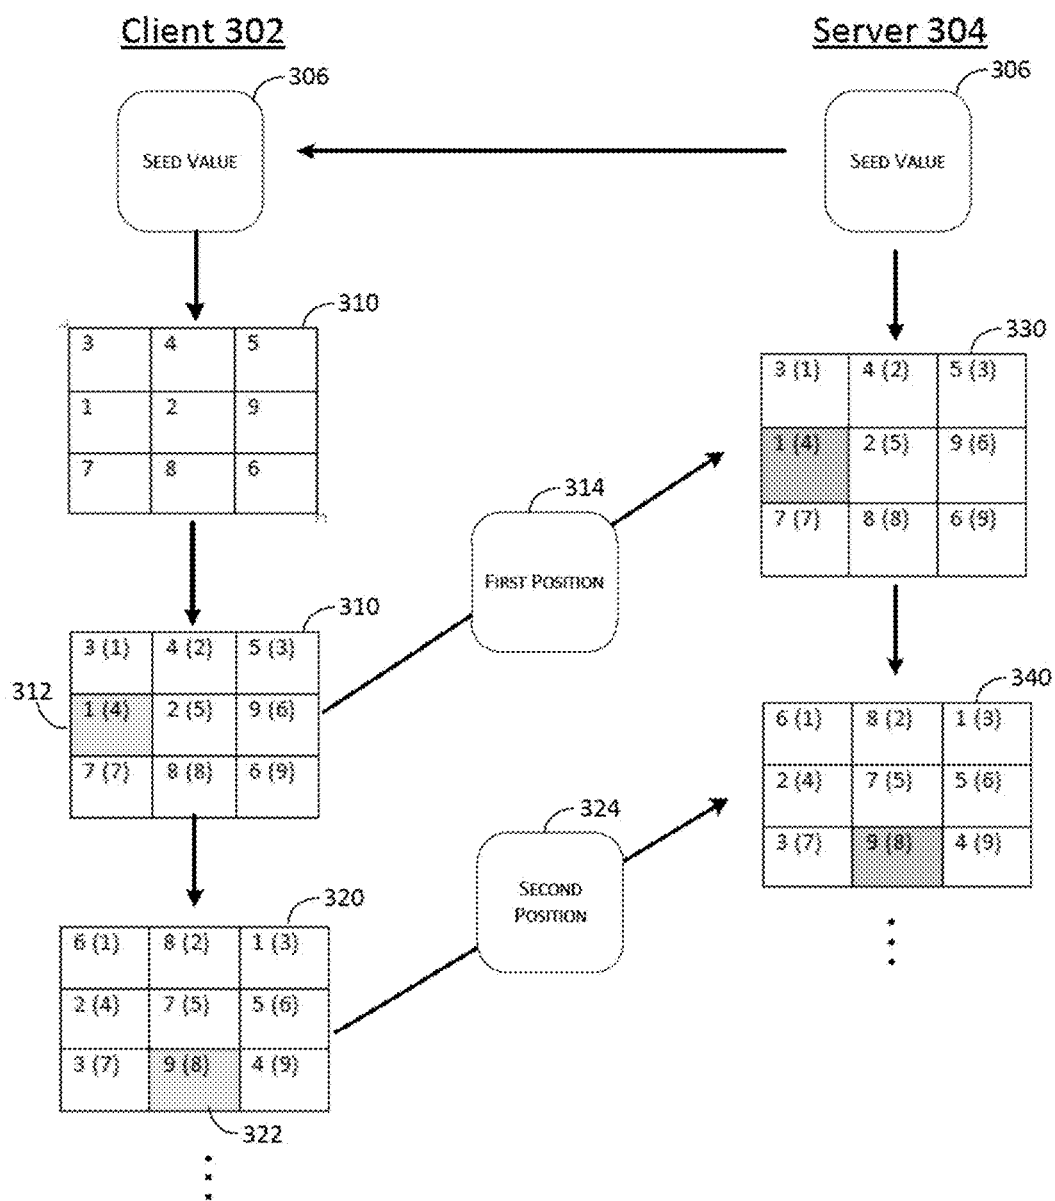 Client 302
Server 304
306
306
SEED VALUE
SEED VALUE
310
3 4 5
1 2 9
7 8 6
330
3 (1) 4 (2) 5 (3)
1 (4) 2 (5) 9 (6)
7 (7) 8 (8) 6 (9)
314
FIRST POSITION
310
3 (1) 4 (2) 5 (3)
312
1 (4) 2 (5) 9 (6)
7 (7) 8 (8) 6 (9)
340
6 (1) 8 (2) 1 (3)
2 (4) 7 (5) 5 (6)
3 (7) 9 (8) 4 (9)
324
SECOND
POSITION
320
6 (1) 8 (2) 1 (3)
2 (4) 7 (5) 5 (6)
3 (7) 9 (8) 4 (9)
322